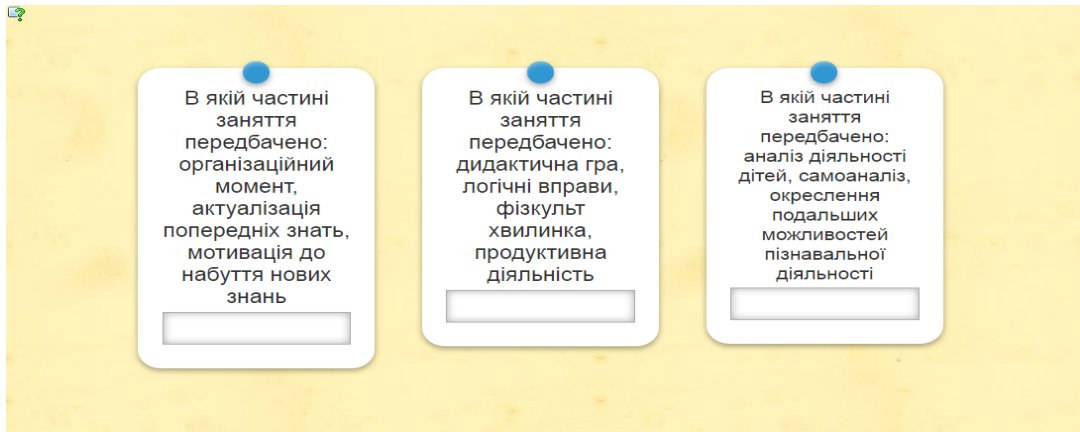 В якій частині
заняття
передбачено:
організаційний
момент,
актуалізація
попередніх знать,
мотивація до
набуття нових
знань
В якій частині
заняття
передбачено:
дидактична гра,
логічні вправи,
фізкульт
хвилинка,
продуктивна
діяльність
В якій частині
заняття
передбачено:
аналіз діяльності
дітей, самоаналіз,
окреслення
подальших
можливостей
пізнавальної
діяльності